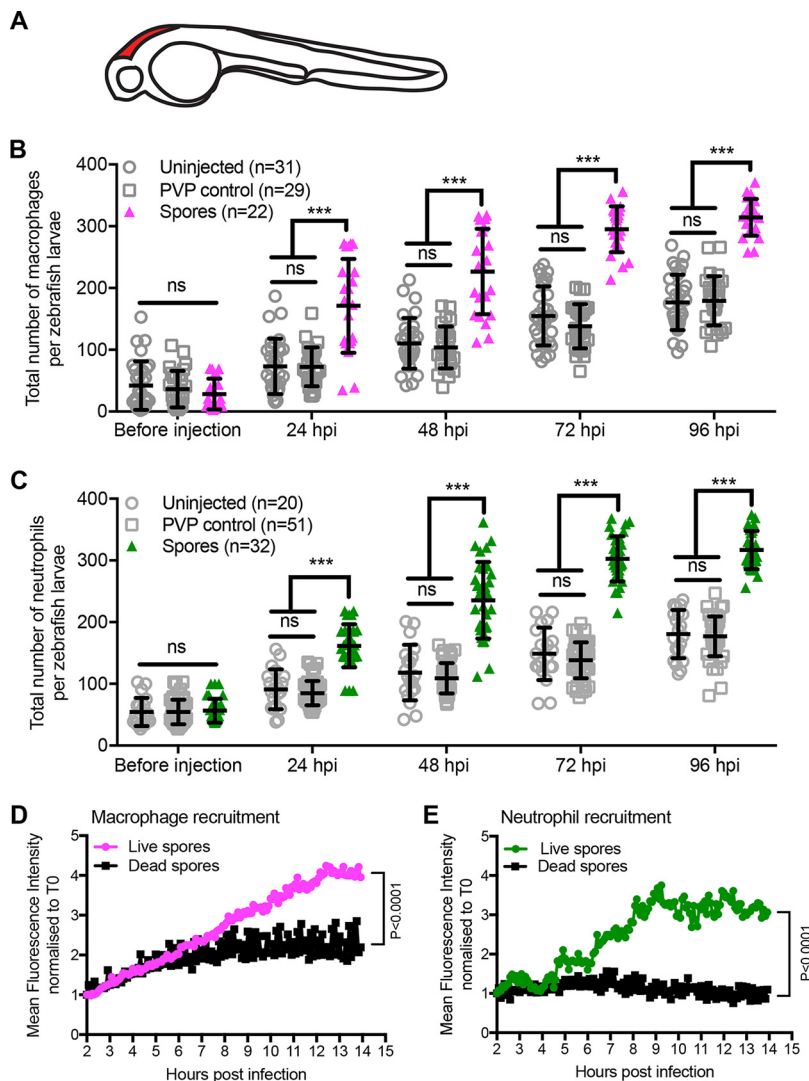 A
B
Total number of macrophages
per zebrafish larvae
400
300
200
100
0
Uninjected (n=31)
PVP control (n=29)
Spores (n=22)
ns
ns
***
ns
***
ns
***
ns
***
Before injection
24 hpi
48 hpi
72 hpi
96 hpi
C
Total number of neutrophils
per zebrafish larvae
400
300
200
100
0
Uninjected (n=20)
PVP control (n=51)
Spores (n=32)
ns
ns
***
ns
***
ns
***
ns
***
Before injection
24 hpi
48 hpi
72 hpi
96 hpi
D
Macrophage recruitment
Mean Fluorescence Intensity
normalised to T0
5
4
3
2
1
0
Live spores
Dead spores
P<0.0001
2 3 4 5 6 7 8 9 10 11 12 13 14 15
Hours post infection
E
Neutrophil recruitment
Mean Fluorescence Intensity
normalised to T0
5
4
3
2
1
0
Live spores
Dead spores
P<0.0001
2 3 4 5 6 7 8 9 10 11 12 13 14 15
Hours post infection